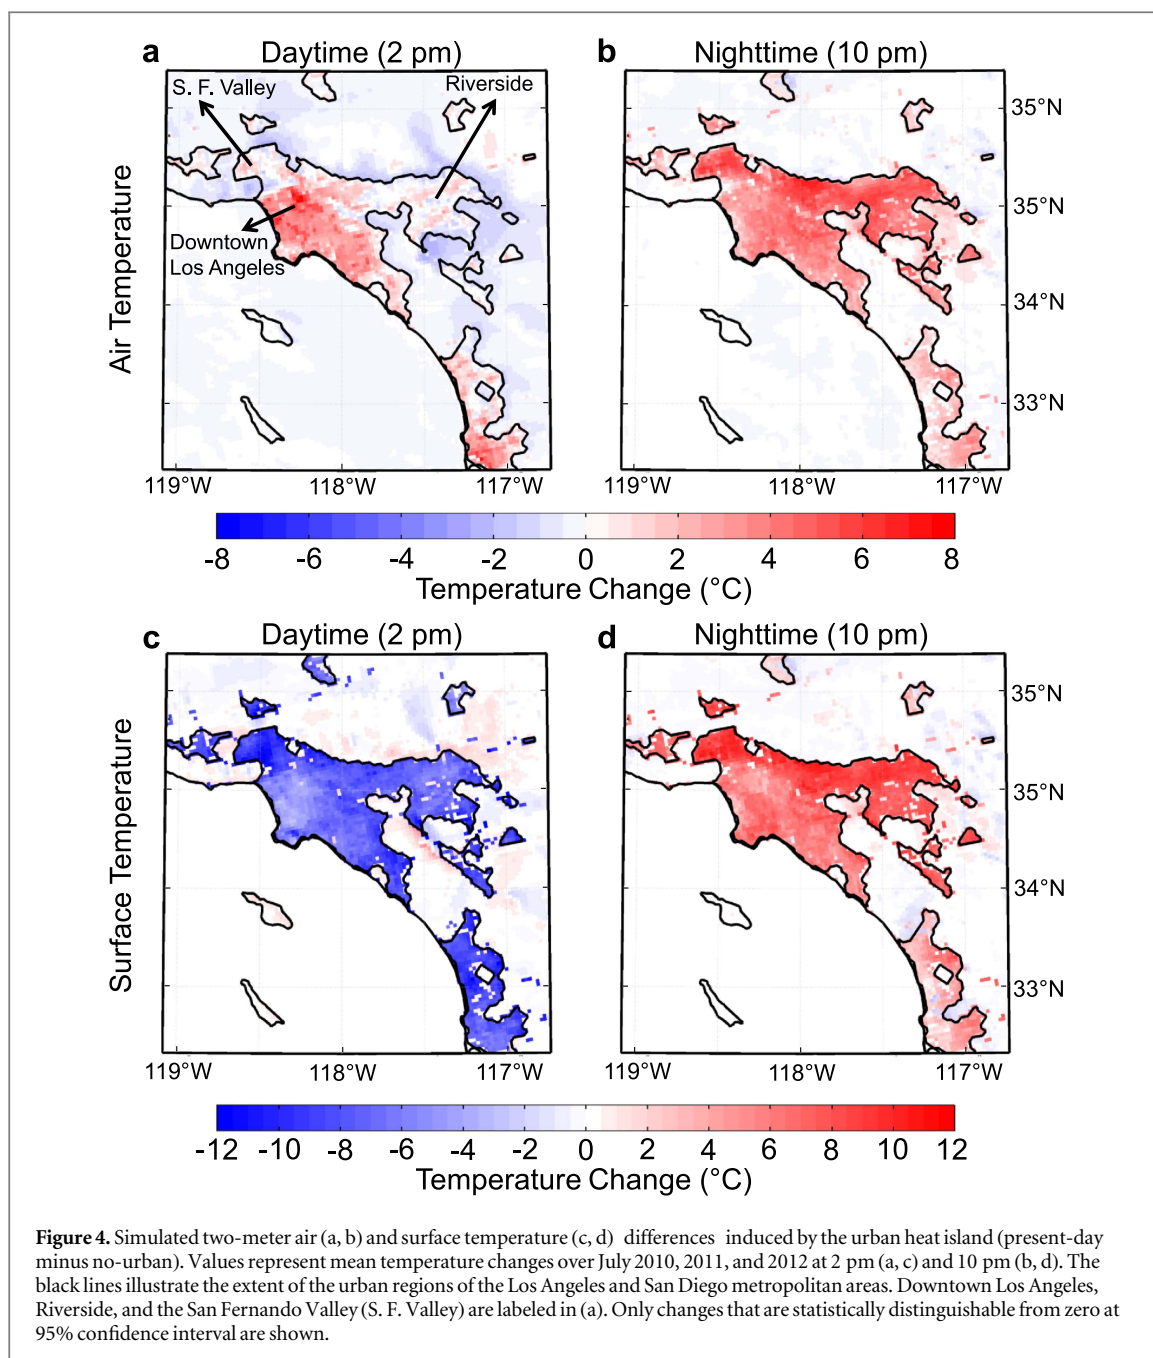 a Daytime (2 pm)
b Nighttime (10 pm)
S. F. Valley
Riverside
Downtown
Los Angeles
Air Temperature
35°N
35°N
34°N
33°N
119°W 118°W 117°W
119°W 118°W 117°W
-8 -6 -4 -2 0 2 4 6 8
Temperature Change (°C)
c Daytime (2 pm)
d Nighttime (10 pm)
Surface Temperature
35°N
35°N
34°N
33°N
119°W 118°W 117°W
119°W 118°W 117°W
-12 -10 -8 -6 -4 -2 0 2 4 6 8 10 12
Temperature Change (°C)
Figure 4. Simulated two-meter air (a, b) and surface temperature (c, d) differences induced by the urban heat island (present-day
minus no-urban). Values represent mean temperature changes over July 2010, 2011, and 2012 at 2 pm (a, c) and 10 pm (b, d). The
black lines illustrate the extent of the urban regions of the Los Angeles and San Diego metropolitan areas. Downtown Los Angeles,
Riverside, and the San Fernando Valley (S. F. Valley) are labeled in (a). Only changes that are statistically distinguishable from zero at
95% confidence interval are shown.